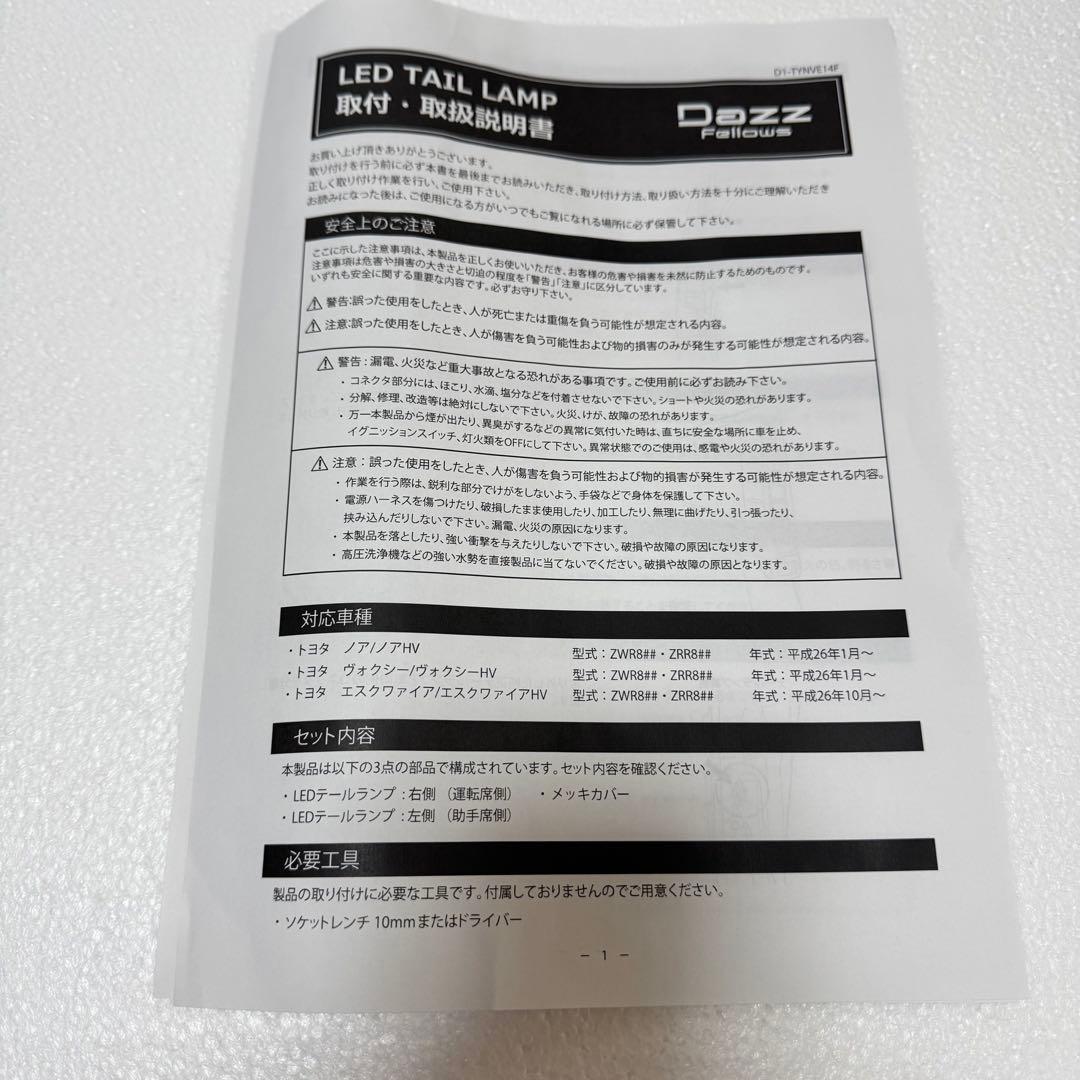 D1-TYNVE14F
LED TAIL LAMP
取付・取扱説明書
Dazz
Fellows
お買い上げ頂きありがとうございます。
取り付けを行う前に必ず本書を最後までお読みいただき、取り付け方法、取り扱い方法を十分にご理解いただき
正しく取り付け作業を行い、ご使用下さい。
お読みになった後は、ご使用になる方がいつでもご覧になれる場所に必ず保管して下さい。
安全上のご注意
ここに示した注意事項は、本製品を正しくお使いいただき、お客様の危害や損害を未然に防止するためのものです。
注意事項は危害や損害の大きさと切迫の程度を「警告」「注意」に区分しています。
いずれも安全に関する重要な内容です。必ずお守り下さい。
警告:誤った使用をしたとき、人が死亡または重傷を負う可能性が想定される内容。
注意:誤った使用をしたとき、人が傷害を負う可能性および物的損害のみが発生する可能性が想定される内容。
警告:漏電、火災など重大事故となる恐れがある事項です。ご使用前に必ずお読み下さい。
・コネクタ部分には、ほこり、水滴、塩分などを付着させないで下さい。ショートや火災の恐れがあります。
・分解、修理、改造等は絶対にしないで下さい。火災、けが、故障の恐れがあります。
・万一本製品から煙が出たり、異臭がするなどの異常に気付いた時は、直ちに安全な場所に車を止め、
イグニッションスイッチ、灯火類をOFFにして下さい。異常状態でのご使用は、感電や火災の恐れがあります。
注意:誤った使用をしたとき、人が傷害を負う可能性および物的損害が発生する可能性が想定される内容。
・作業を行う際は、鋭利な部分でけがをしないよう、手袋などで身体を保護して下さい。
・電源ハーネスを傷つけたり、破損したまま使用したり、加工したり、無理に曲げたり、引っ張ったり、
挟み込んだりしないで下さい。漏電、火災の原因になります。
・本製品を落としたり、強い衝撃を与えたりしないで下さい。破損や故障の原因になります。
・高圧洗浄機などの強い水勢を直接製品に当てないでください。破損や故障の原因となります。
対応車種
・トヨタ ノア/ノアHV 型式:ZWR8##・ZRR8## 年式:平成26年1月〜
・トヨタ ヴォクシー/ヴォクシーHV 型式:ZWR8##・ZRR8## 年式:平成26年1月〜
・トヨタ エスクワァイア/エスクワァイアHV 型式:ZWR8##・ZRR8## 年式:平成26年10月〜
セット内容
本製品は以下の3点の部品で構成されています。セット内容を確認ください。
・LEDテールランプ :右側 (運転席側) ・メッキカバー
・LEDテールランプ :左側 (助手席側)
必要工具
製品の取り付けに必要な工具です。付属しておりませんのでご用意ください。
・ソケットレンチ 10mmまたはドライバー
− 1 −